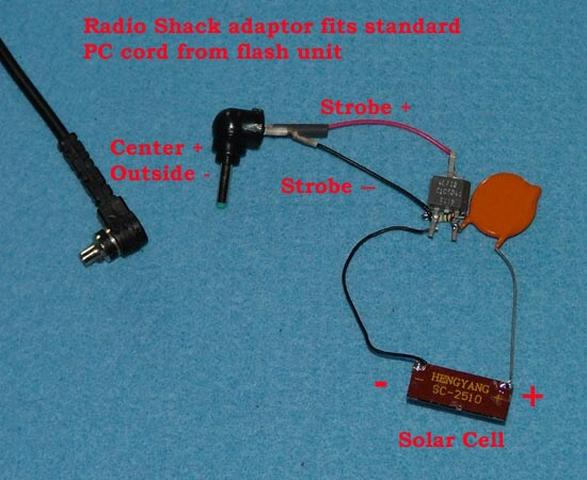 Radio Shack adaptor fits standard
PC cord from flash unit
Strobe +
Center +
Outside -
Strobe –
HENGYANG
SC-2510
-
+
Solar Cell